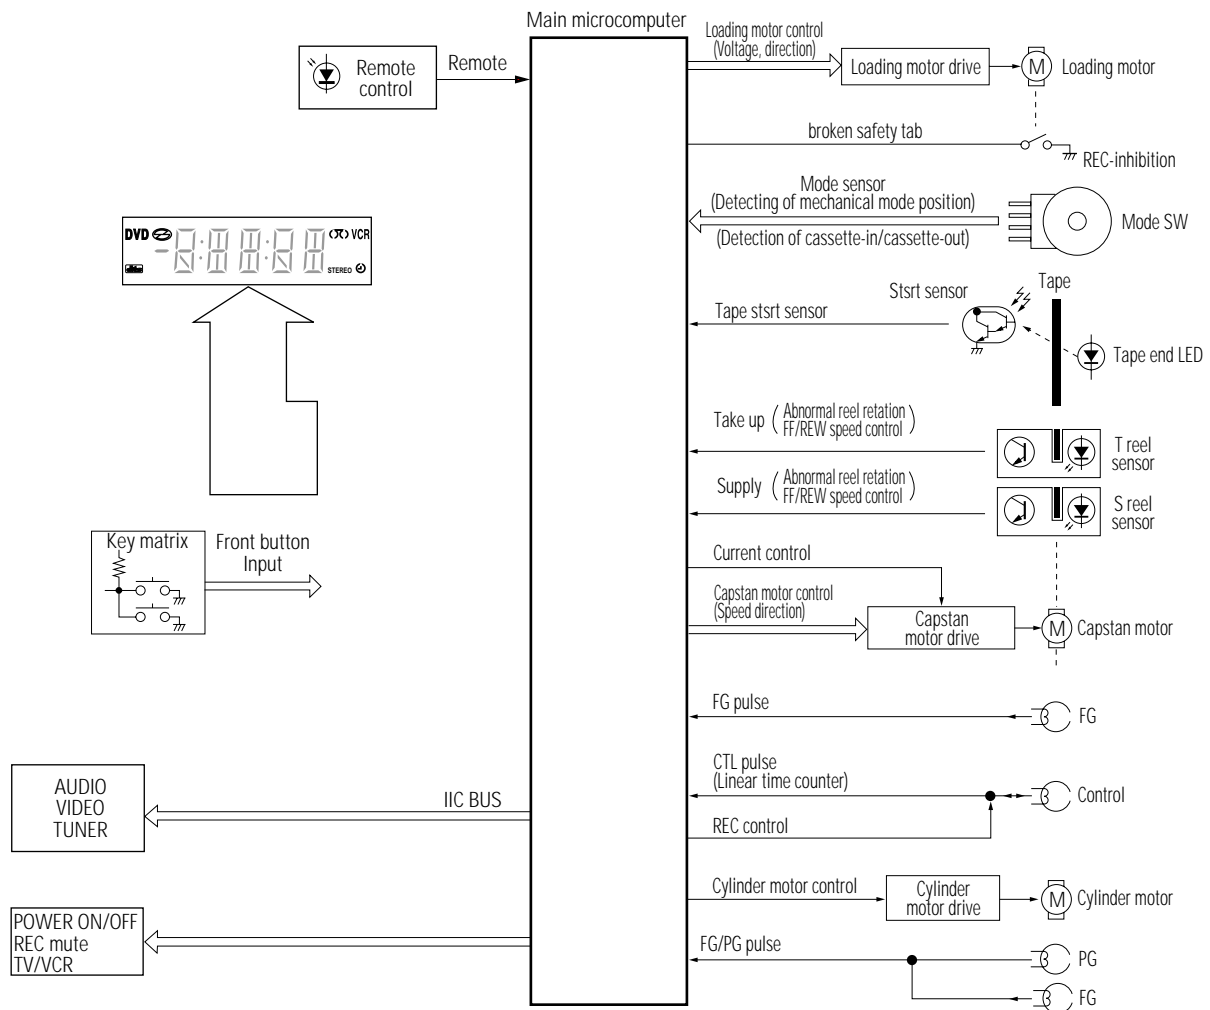 Main microcomputer
Remote
control
Remote
Loading motor control
(Voltage, direction)
Loading motor drive
M
Loading motor
broken safety tab
REC-inhibition
Mode sensor
(Detecting of mechanical mode position)
(Detection of cassette-in/cassette-out)
Mode SW
DVD
VCR
STEREO
Stsrt sensor
Tape
Tape stsrt sensor
Tape end LED
Take up
(Abnormal reel retation
FF/REW speed control)
T reel
sensor
Supply
(Abnormal reel retation
FF/REW speed control)
S reel
sensor
Key matrix
Front button
Input
Current control
Capstan motor control
(Speed direction)
Capstan
motor drive
M
Capstan motor
FG pulse
FG
AUDIO
VIDEO
TUNER
IIC BUS
CTL pulse
(Linear time counter)
Control
REC control
POWER ON/OFF
REC mute
TV/VCR
Cylinder motor control
Cylinder
motor drive
M
Cylinder motor
FG/PG pulse
PG
FG